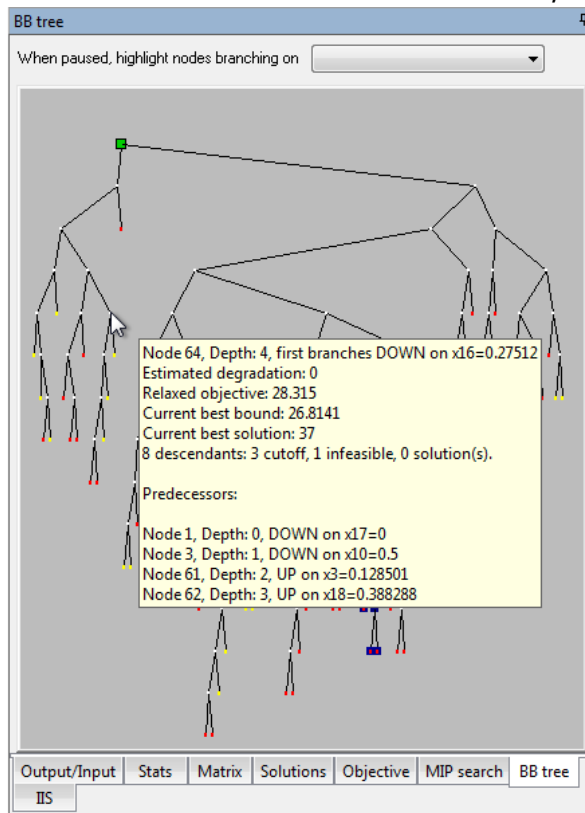 BB tree
When paused, highlight nodes branching on
Node 64, Depth: 4, first branches DOWN on x16=0.27512
Estimated degradation: 0
Relaxed objective: 28.315
Current best bound: 26.8141
Current best solution: 37
8 descendants: 3 cutoff, 1 infeasible, 0 solution(s).
Predecessors:
Node 1, Depth: 0, DOWN on x17=0
Node 3, Depth: 1, DOWN on x10=0.5
Node 61, Depth: 2, UP on x3=0.128501
Node 62, Depth: 3, UP on x18=0.388288
Output/Input Stats Matrix Solutions Objective MIP search BB tree
IIS